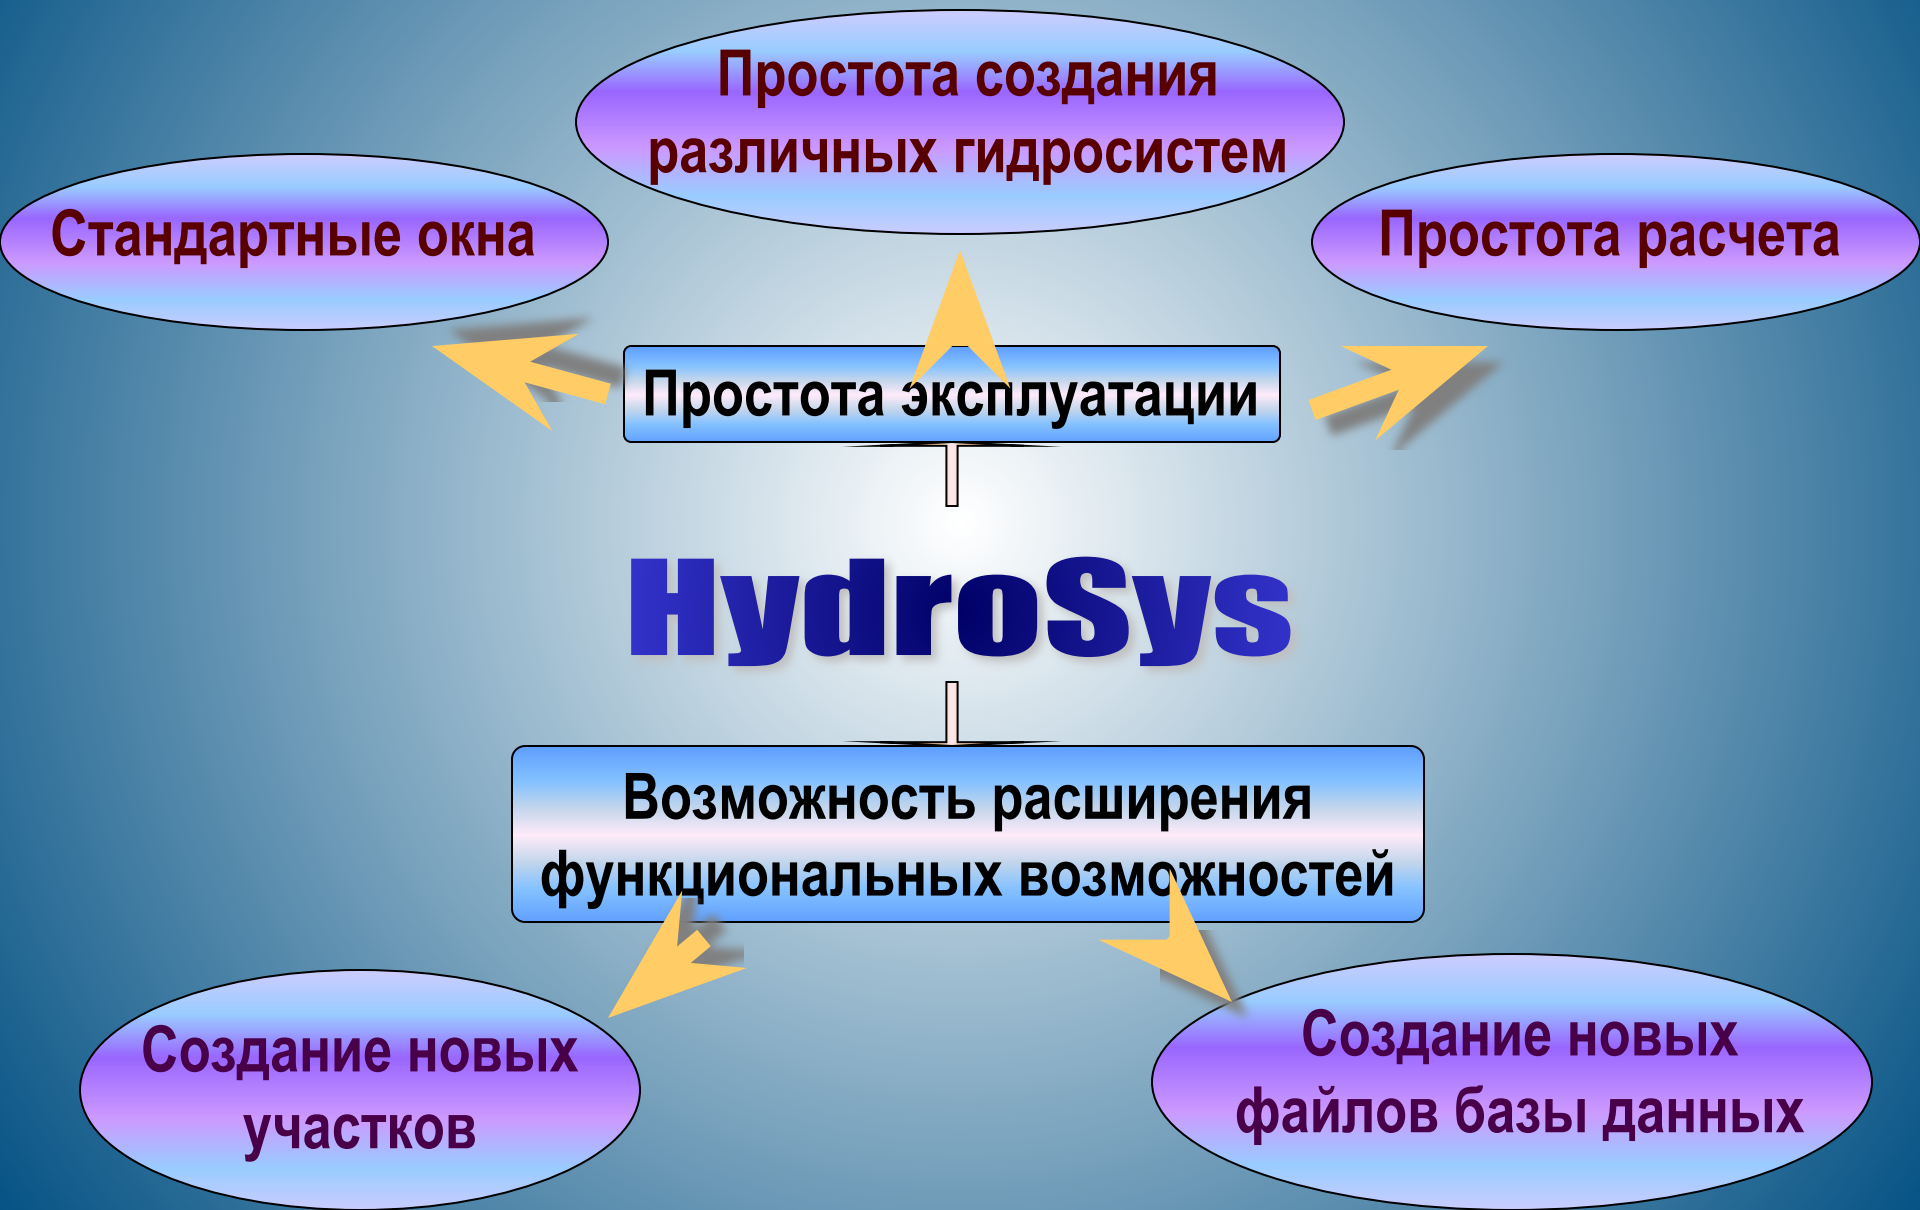 Простота создания
различных гидросистем
Стандартные окна
Простота расчета
Простота эксплуатации
HydroSys
Возможность расширения
функциональных возможностей
Создание новых
участков
Создание новых
файлов базы данных